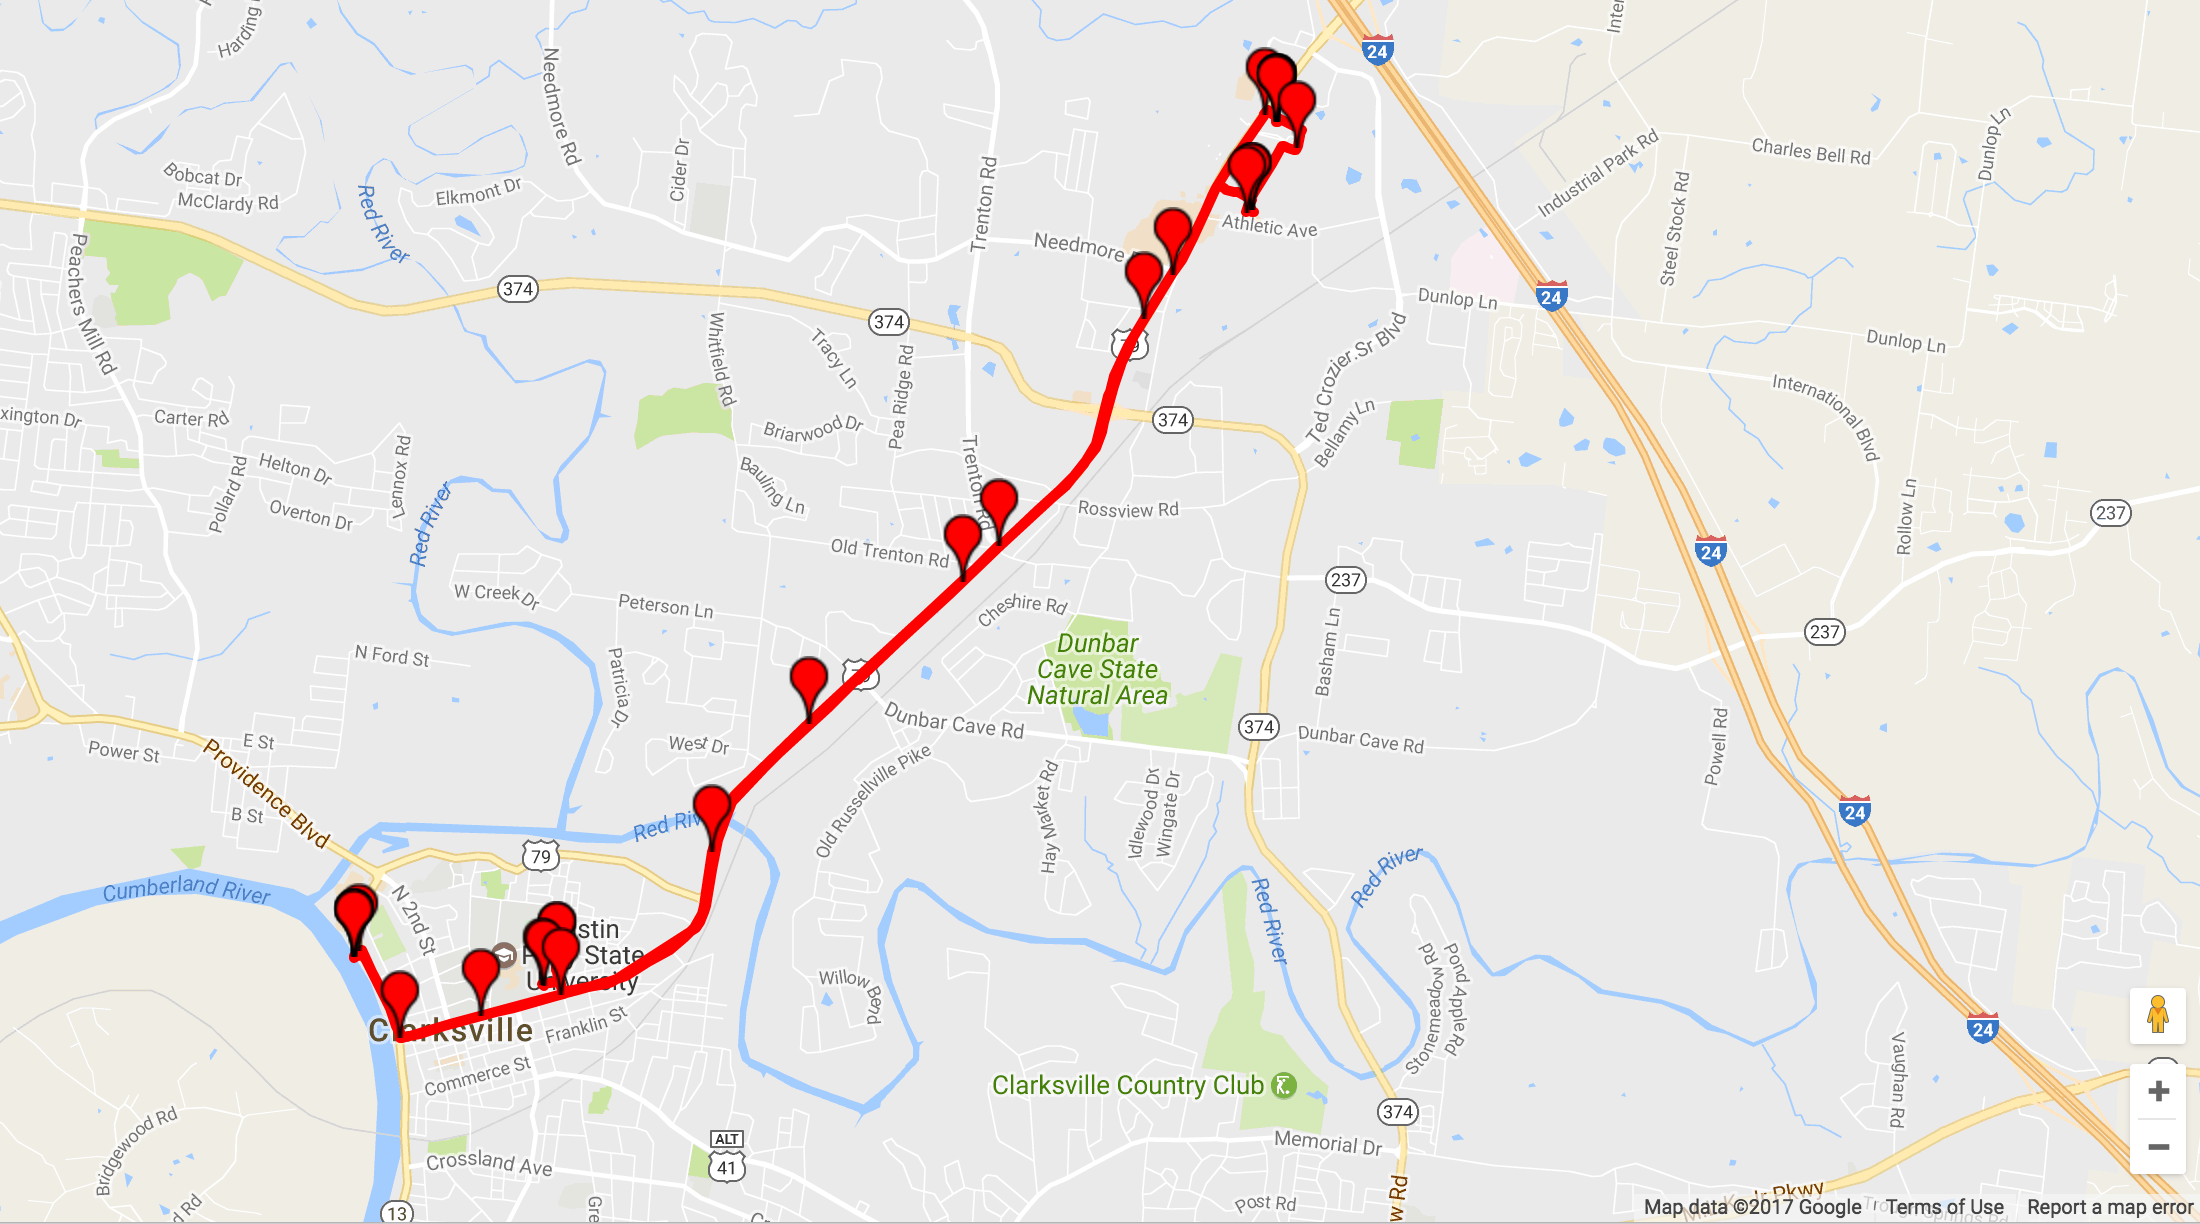 24
Needmore Rd
Cider Dr
Trenton Rd
Industrial Park Rd
Charles Bell Rd
Dunlop Ln
Bobcat Dr
McClardy Rd
Elkmont Dr
Red River
Steel Stock Rd
Athletic Ave
Needmore
Peachers Mill Rd
374
24
Dunlop Ln
374
Whitfield Rd
Tracy Ln
Pea Ridge Rd
Ted Crozier Sr Blvd
Dunlop Ln
International Blvd
374
Bellamy Ln
Carter Rd
Briarwood Dr
Helton Dr
Lennox Rd
Pollard Rd
Overton Dr
Bauling Ln
Trenton Rd
Rossview Rd
Rollow Ln
237
Red River
Old Trenton Rd
24
237
W Creek Dr
Peterson Ln
Cheshire Rd
Basham Ln
237
Dunbar
Cave State
Natural Area
N Ford St
Patricia Dr
Dunbar Cave Rd
374
Dunbar Cave Rd
Powell Rd
E St
Power St
West Dr
Providence Blvd
Old Russellville Pike
Hay Market Rd
Idlewood Dr
Wingate Dr
24
B St
79
Red River
Cumberland River
N 2nd St
State
University
Red River
Willow Bend
Stonemeadow Rd
Pond Apple Rd
Clarksville
Franklin St
24
Commerce St
Clarksville Country Club
Vaughan Rd
Bridgewood Rd
374
Memorial Dr
Crossland Ave
ALT
41
Post Rd
13
Map data ©2017 Google
Terms of Use
Report a map error